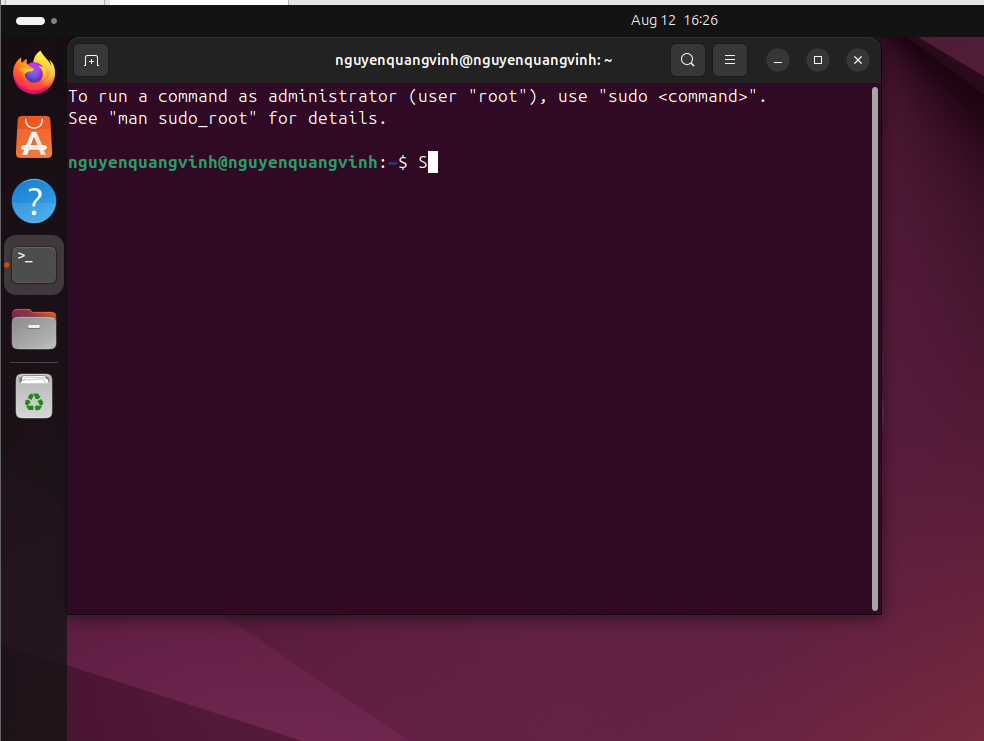 Aug 12 16:26
nguyenquangvinh@nguyenquangvinh: ~
To run a command as administrator (user "root"), use "sudo <command>".
See "man sudo_root" for details.
nguyenquangvinh@nguyenquangvinh:~$ S